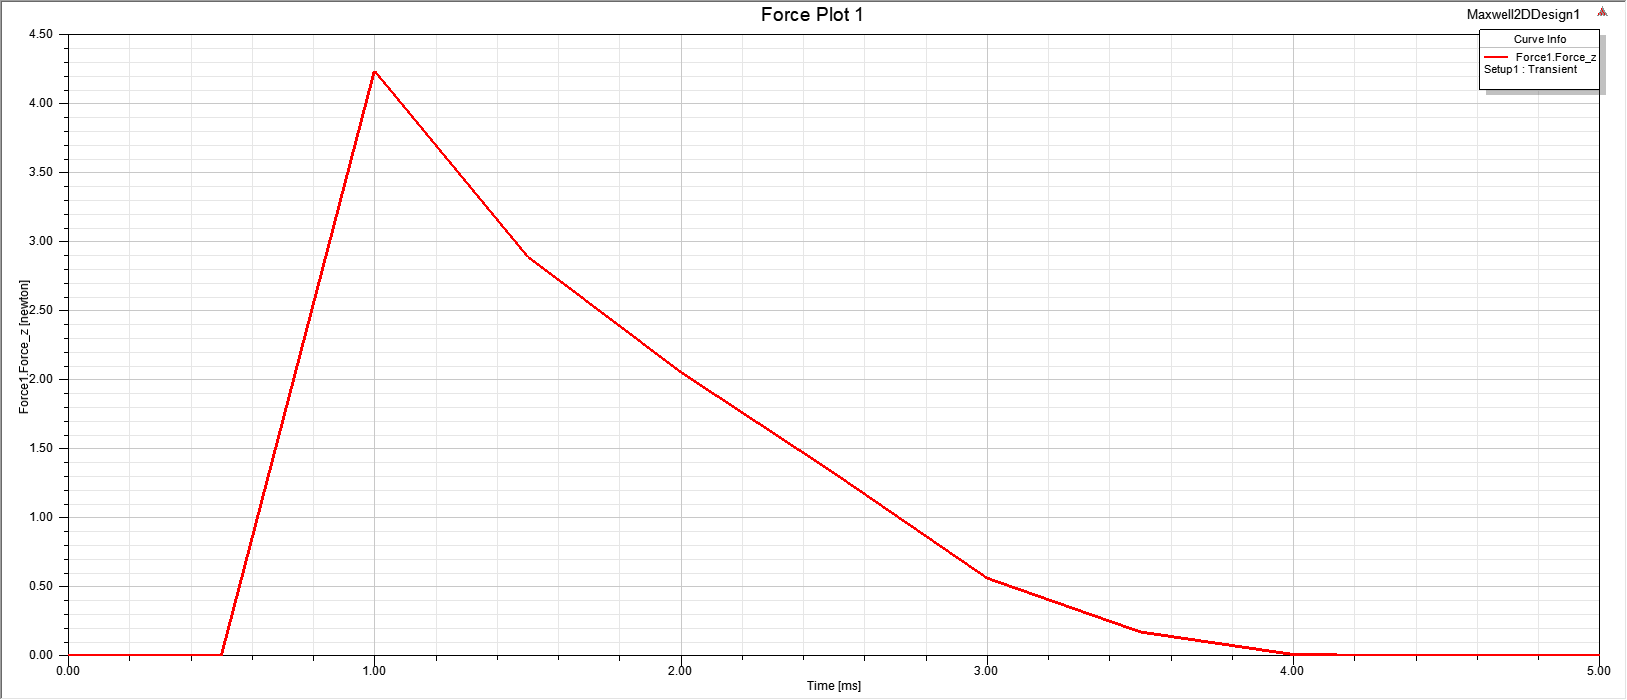 Force Plot 1
Maxwell2DDesign1
Curve Info
Force1.Force_z
Setup1 : Transient
Force1.Force_z [newton]
4.50
4.00
3.50
3.00
2.50
2.00
1.50
1.00
0.50
0.00
0.00 1.00 2.00 3.00 4.00 5.00
Time [ms]